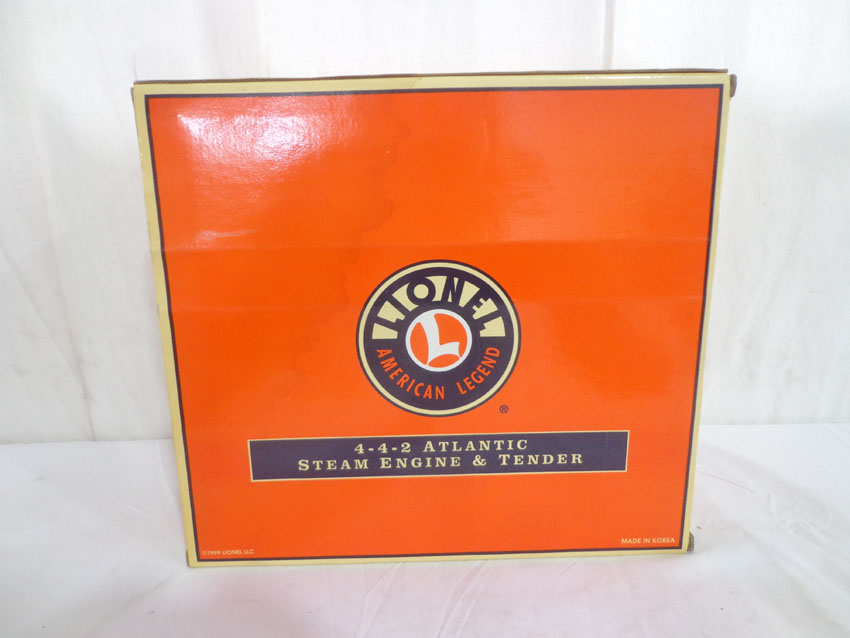 LIONEL
L
AMERICAN LEGEND
®
4-4-2 ATLANTIC
STEAM ENGINE & TENDER
©1999 LIONEL LLC
MADE IN KOREA